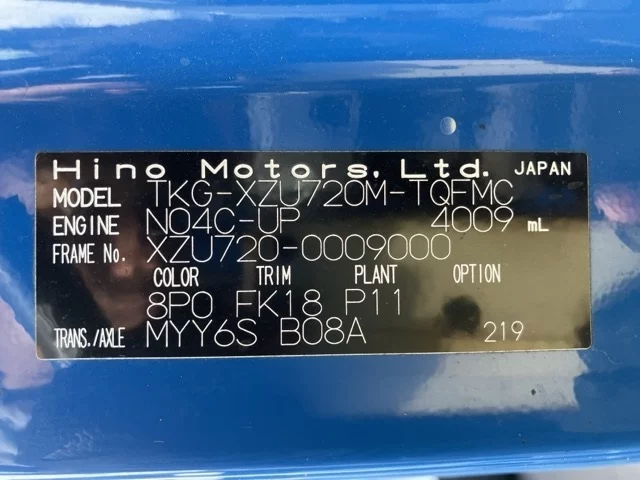 Hino Motors, Ltd. JAPAN
MODEL TKG-XZU720M-TQFMC
ENGINE N04C-UP 4009 mL
FRAME No. XZU720-0009000
COLOR TRIM PLANT OPTION
8P0 FK18 P11
TRANS./AXLE MYY6S B08A 219